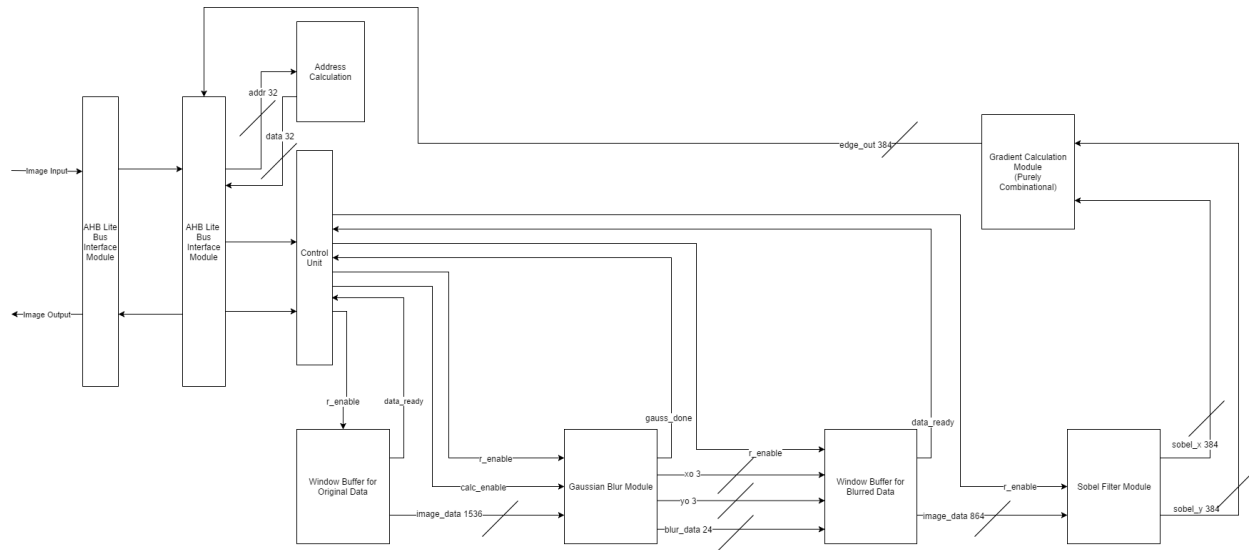 Address
Calculation
addr 32
data 32
edge_out 384
Gradient Calculation
Module
(Purely
Combinational)
Image Input
AHB Lite
Bus
Interface
Module
AHB Lite
Bus
Interface
Module
Control
Unit
Image Output
r_enable
data_ready
gauss_done
data_ready
sobel_x 384
Window Buffer for
Original Data
r_enable
calc_enable
image_data 1536
Gaussian Blur Module
r_enable
xo 3
yo 3
blur_data 24
Window Buffer for
Blurred Data
r_enable
image_data 864
Sobel Filter Module
sobel_y 384